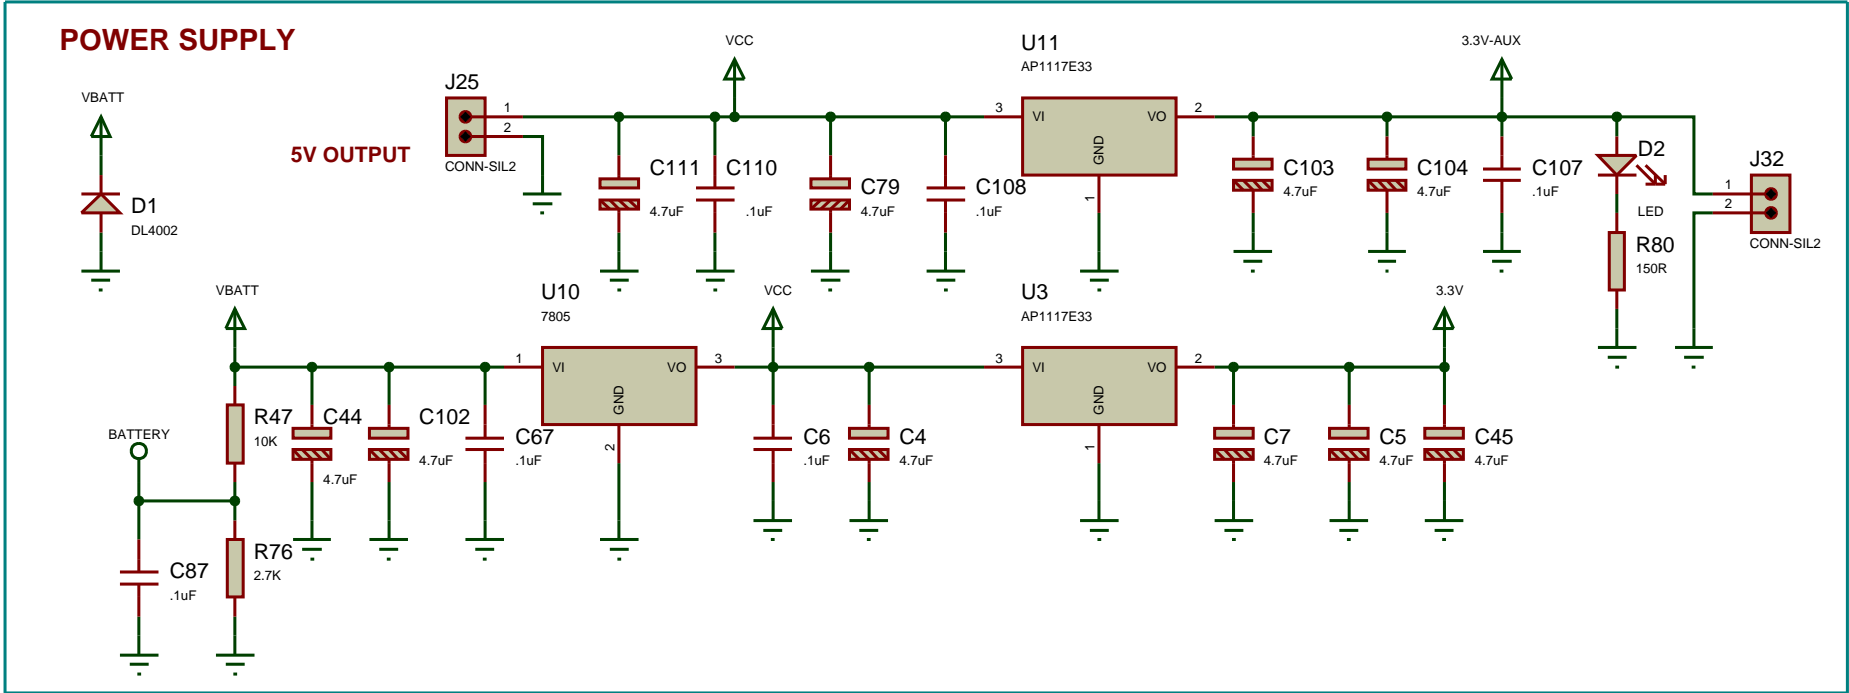 POWER SUPPLY
VBATT
D1
DL4002
5V OUTPUT
J25
1
2
CONN-SIL2
VCC
C111
4.7uF
C110
.1uF
C79
4.7uF
C108
.1uF
U11
AP1117E33
3
VI
VO
2
GND
1
3.3V-AUX
C103
4.7uF
C104
4.7uF
C107
.1uF
D2
LED
R80
150R
J32
1
2
CONN-SIL2
VBATT
BATTERY
R47
10K
C44
4.7uF
C102
4.7uF
C67
.1uF
C87
.1uF
R76
2.7K
U10
7805
1
VI
VO
3
GND
2
VCC
C6
.1uF
C4
4.7uF
U3
AP1117E33
3
VI
VO
2
GND
1
3.3V
C7
4.7uF
C5
4.7uF
C45
4.7uF